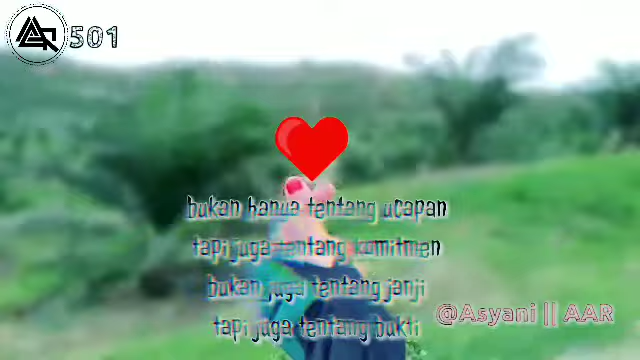 AAR 501
bukan hanya tentang ucapan
tapi juga tentang komitmen
bukan juga tentang janji
tapi juga tentang bukti
@Asyani || AAR